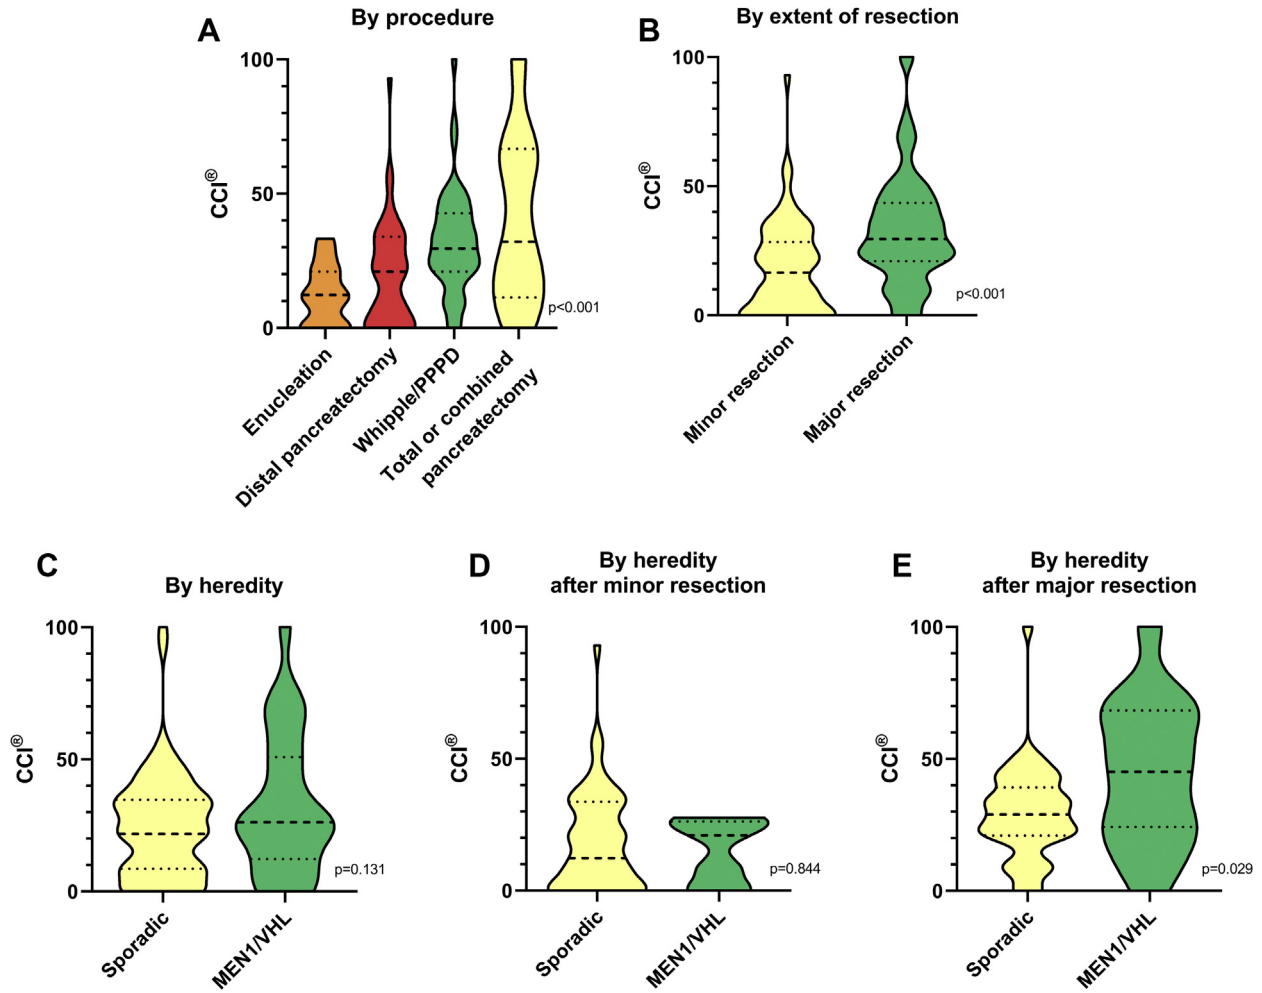 A
By procedure
CCI®
100
50
0
p<0.001
Enucleation
Distal pancreatectomy
Whipple/PPPD
Total or combined
pancreatectomy
B
By extent of resection
CCI®
100
50
0
p<0.001
Minor resection
Major resection
C
By heredity
CCI®
100
50
0
p=0.131
Sporadic
MEN1/VHL
D
By heredity
after minor resection
CCI®
100
50
0
p=0.844
Sporadic
MEN1/VHL
E
By heredity
after major resection
CCI®
100
50
0
p=0.029
Sporadic
MEN1/VHL